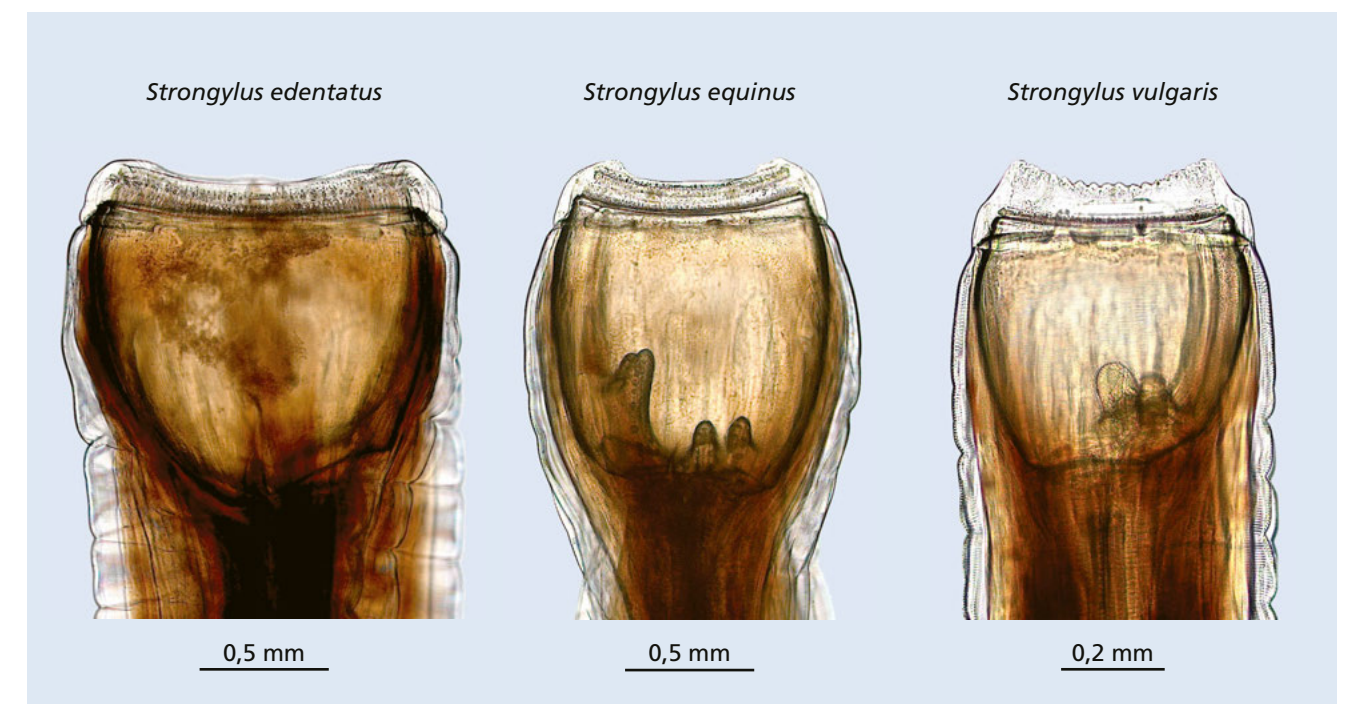 Strongylus edentatus
Strongylus equinus
Strongylus vulgaris
0,5 mm
0,5 mm
0,2 mm